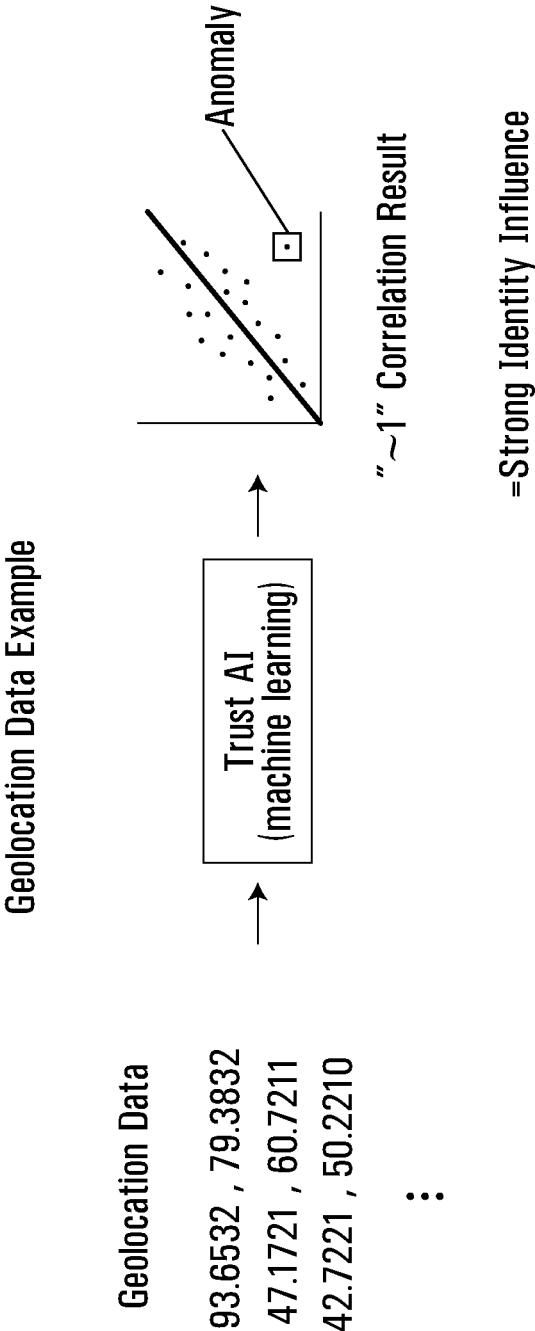 Geolocation Data Example
Geolocation Data
93.6532 , 79.3832
47.1721 , 60.7211
42.7221 , 50.2210
⋮
Trust AI
(machine learning)
Anomaly
"~1" Correlation Result
=Strong Identity Influence